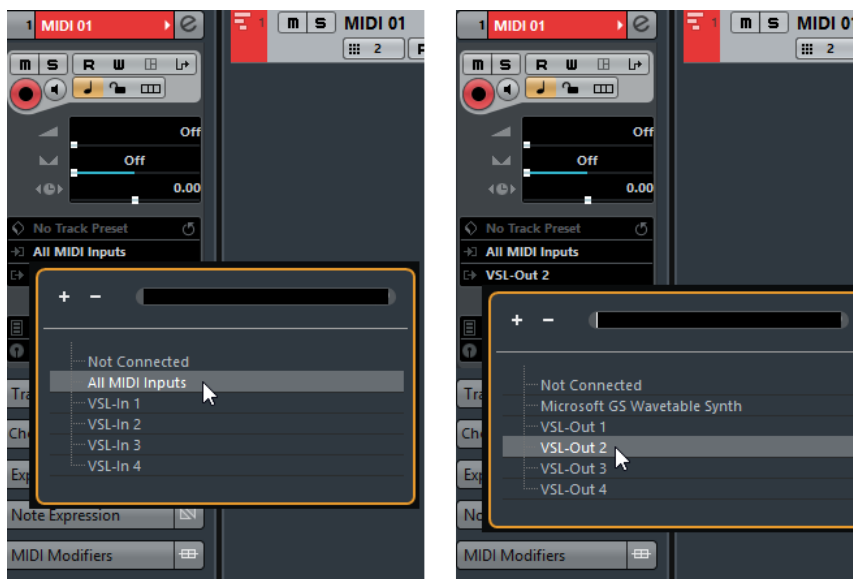 1 MIDI 01 e
1 m S MIDI 01
2
m S R W
Off
Off
0.00
No Track Preset
All MIDI Inputs
+ −
Not Connected
All MIDI Inputs
VSL-In 1
VSL-In 2
VSL-In 3
VSL-In 4
Note Expression
MIDI Modifiers
1 MIDI 01 e
1 m S MIDI 01
2
m S R W
Off
Off
0.00
No Track Preset
All MIDI Inputs
VSL-Out 2
+ −
Not Connected
Microsoft GS Wavetable Synth
VSL-Out 1
VSL-Out 2
VSL-Out 3
VSL-Out 4
MIDI Modifiers